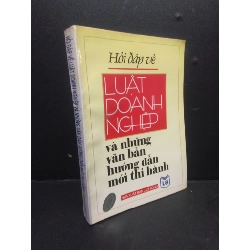 Hỏi đáp về
LUẬT
DOANH
NGHIỆP
và những
văn bản
hướng dẫn
mới thi hành